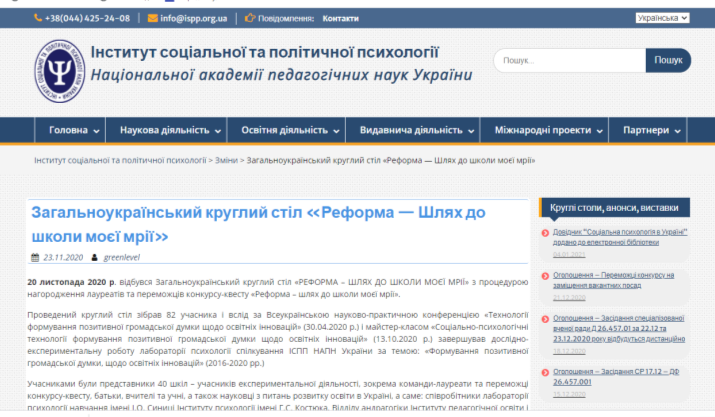 +38(044) 425-24-08 info@ispp.org.ua Повідомлення: Контакти Українська
Інститут соціальної та політичної психології
Національної академії педагогічних наук України
Пошук... Пошук
Головна Наукова діяльність Освітня діяльність Видавнича діяльність Міжнародні проекти Партнери
Інститут соціальної та політичної психології > Зміни > Загальноукраїнський круглий стіл «Реформа — Шлях до школи моєї мрії»
Загальноукраїнський круглий стіл «Реформа — Шлях до
школи моєї мрії»
23.11.2020 greenlevel
20 листопада 2020 р. відбувся Загальноукраїнський круглий стіл «РЕФОРМА – ШЛЯХ ДО ШКОЛИ МОЄЇ МРІЇ» з процедурою
нагородження лауреатів та переможців конкурсу-квесту «Реформа – шлях до школи моєї мрії».
Проведений круглий стіл зібрав 82 учасника і вслід за Всеукраїнською науково-практичною конференцією «Технології
формування позитивної громадської думки щодо освітніх інновацій» (30.04.2020 р.) і майстер-класом «Соціально-психологічні
технології формування позитивної громадської думки щодо освітніх інновацій» (13.10.2020 р.) завершував дослідно-
експериментальну роботу лабораторії психології спілкування ІСПП НАПН України за темою: «Формування позитивної
громадської думки, щодо освітніх інновацій» (2016-2020 рр.)
Учасниками були представники 40 шкіл – учасників експериментальної діяльності, зокрема команди-лауреати та переможці
конкурсу-квесту, батьки, вчителі та учні, а також науковці з питань розвитку освіти в Україні, а саме: співробітники лабораторії
психології навчання імені І.О. Синиці Інституту психології імені Г.С. Костюка, Відділу андрагогіки Інституту педагогічної освіти і
Круглі столи, анонси, виставки
Довідник "Соціальна психологія в Україні"
додано до електронної бібліотеки
04.01.2021
Оголошення – Переможці конкурсу на
заміщення вакантних посад
21.12.2020
Оголошення – Засідання спеціалізованої
вченої ради Д 26.457.01 за 22.12 та
23.12.2020 року відбудуться дистанційно
18.12.2020
Оголошення – Засідання СР 17.12 – ДФ
26.457.001
15.12.2020